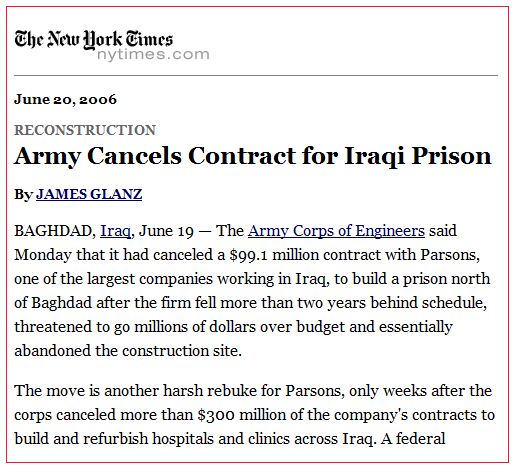 The New York Times
nytimes.com
June 20, 2006
RECONSTRUCTION
Army Cancels Contract for Iraqi Prison
By JAMES GLANZ
BAGHDAD, Iraq, June 19 — The Army Corps of Engineers said
Monday that it had canceled a $99.1 million contract with Parsons,
one of the largest companies working in Iraq, to build a prison north
of Baghdad after the firm fell more than two years behind schedule,
threatened to go millions of dollars over budget and essentially
abandoned the construction site.
The move is another harsh rebuke for Parsons, only weeks after the
corps canceled more than $300 million of the company's contracts to
build and refurbish hospitals and clinics across Iraq. A federal